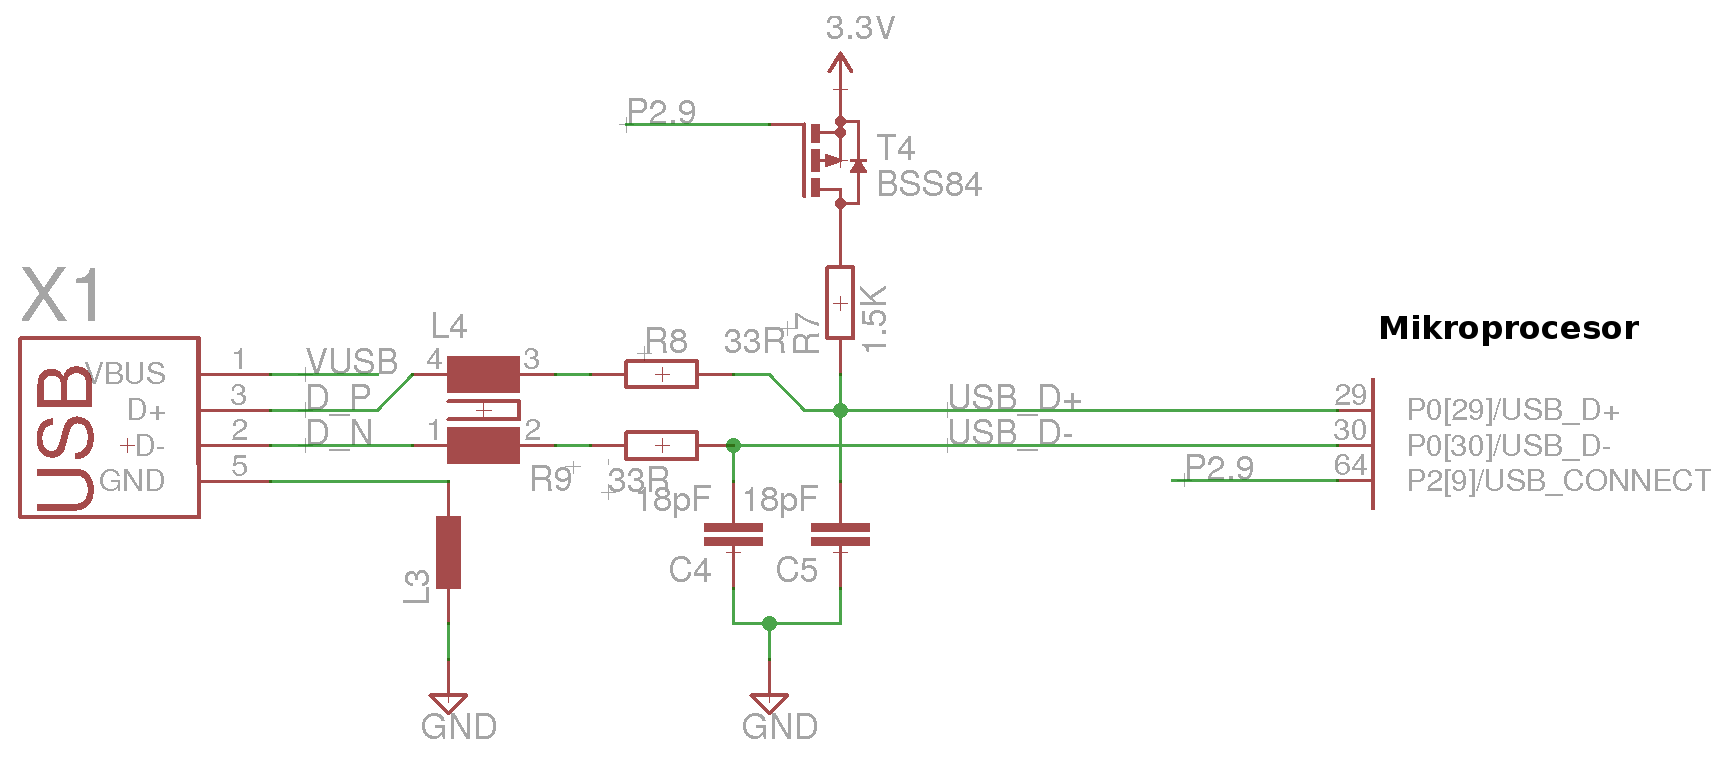 3.3V
P2.9
T4
BSS84
X1
USB
VBUS
D+
D-
GND
1
3
2
5
VUSB
D_P
D_N
L4
4
3
1
2
R8
33R
R7
1.5K
R9
33R
18pF
18pF
C4
C5
L3
GND
GND
USB_D+
USB_D-
P2.9
Mikroprocesor
29
30
64
P0[29]/USB_D+
P0[30]/USB_D-
P2[9]/USB_CONNECT